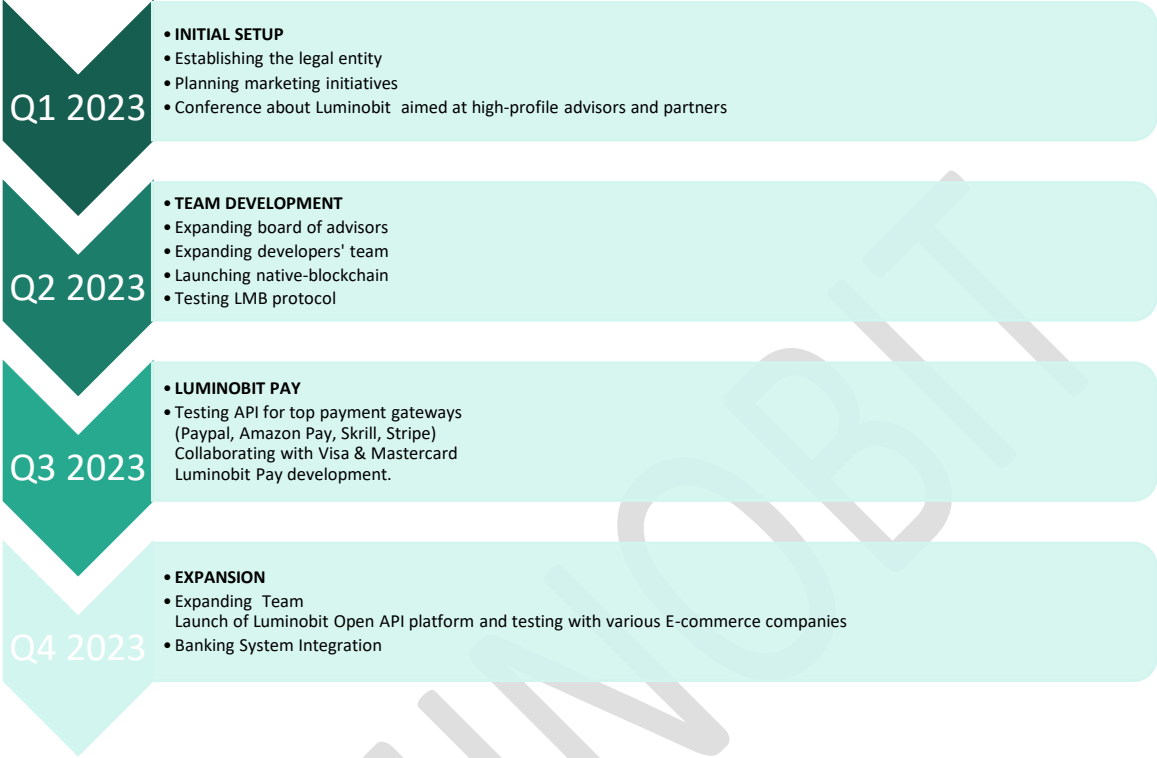 Q1 2023
• INITIAL SETUP
• Establishing the legal entity
• Planning marketing initiatives
• Conference about Luminobit aimed at high-profile advisors and partners
Q2 2023
• TEAM DEVELOPMENT
• Expanding board of advisors
• Expanding developers' team
• Launching native-blockchain
• Testing LMB protocol
Q3 2023
• LUMINOBIT PAY
• Testing API for top payment gateways
(Paypal, Amazon Pay, Skrill, Stripe)
Collaborating with Visa & Mastercard
Luminobit Pay development.
Q4 2023
• EXPANSION
• Expanding Team
Launch of Luminobit Open API platform and testing with various E-commerce companies
• Banking System Integration